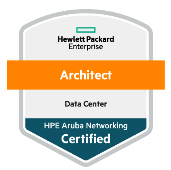 Hewlett Packard
Enterprise
Architect
Data Center
HPE Aruba Networking
Certified